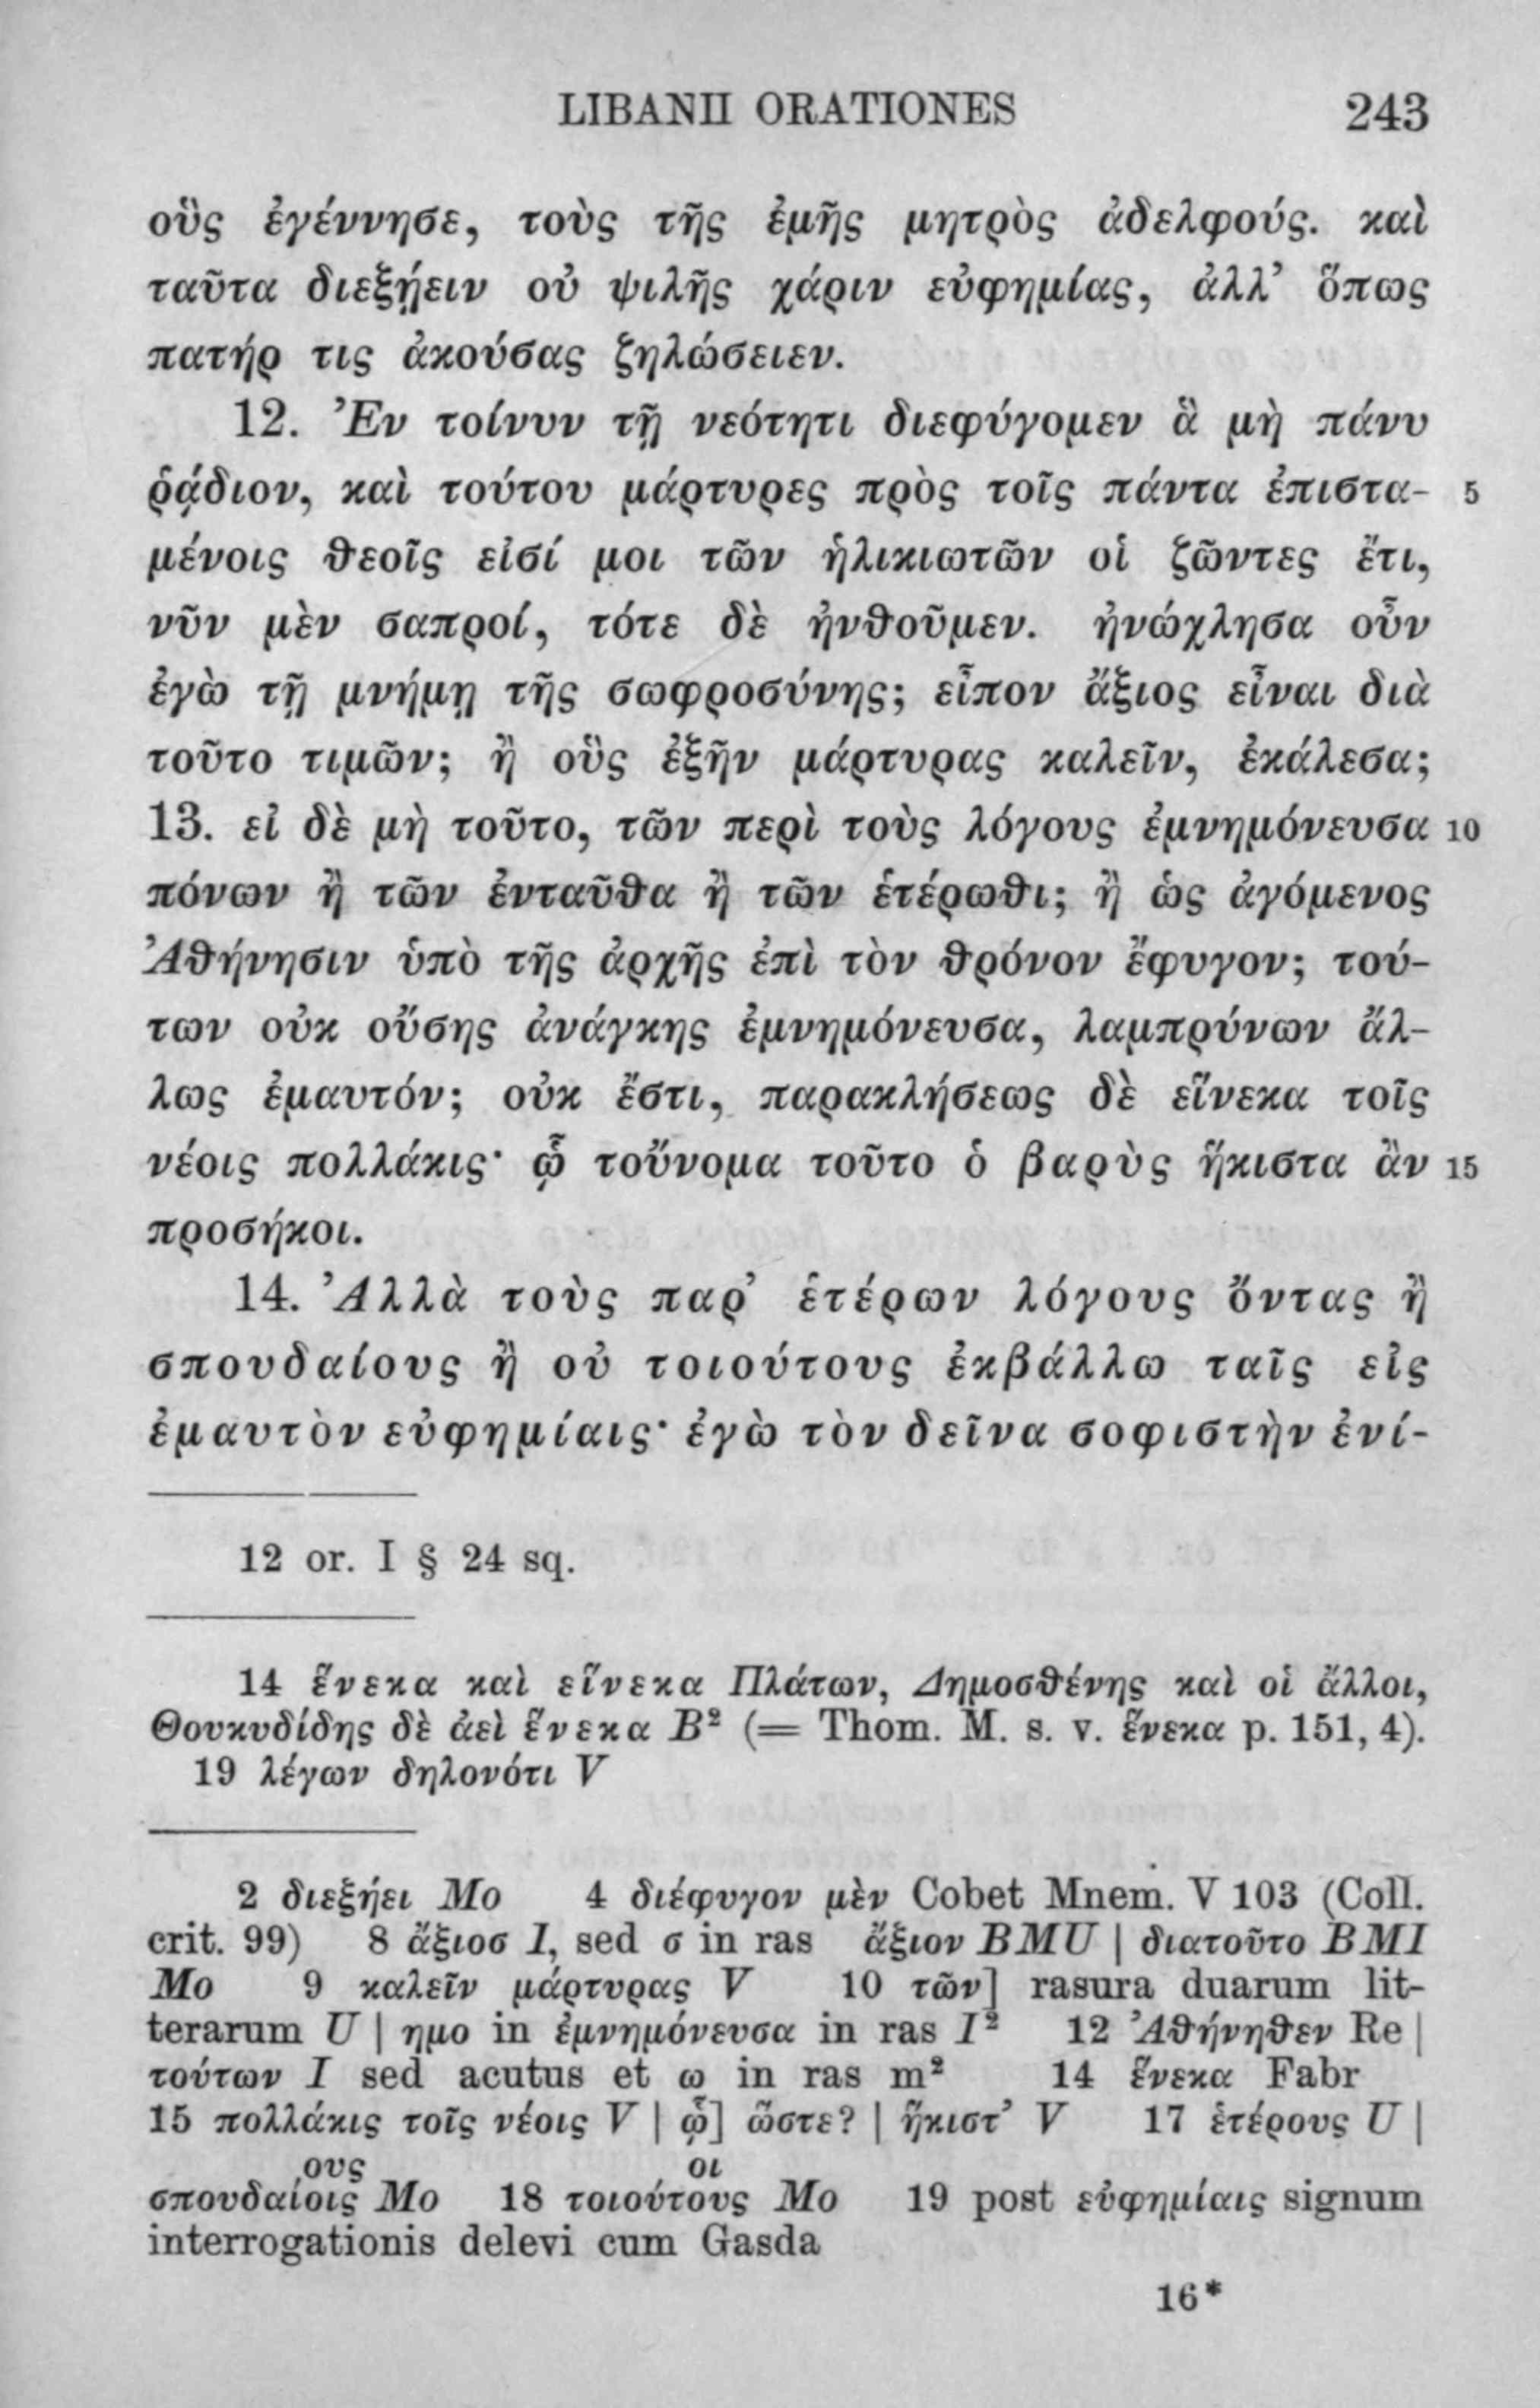 LIBANII ORATIONES 243
οὓς ἐγέννησε, τοὺς τῆς ἐμῆς μητρὸς ἀδελφούς. καὶ
ταῦτα διεξῄειν οὐ ψιλῆς χάριν εὐφημίας, ἀλλ’ ὅπως
πατήρ τις ἀκούσας ζηλώσειεν.
12. Ἐν τοίνυν τῇ νεότητι διεφύγομεν ἃ μὴ πάνυ
ῥᾴδιον, καὶ τούτου μάρτυρες πρὸς τοῖς πάντα ἐπιστα- 5
μένοις θεοῖς εἰσί μοι τῶν ἡλικιωτῶν οἱ ζῶντες ἔτι,
νῦν μὲν σαπροί, τότε δὲ ἠνθοῦμεν. ἠνώχλησα οὖν
ἐγὼ τῇ μνήμῃ τῆς σωφροσύνης; εἶπον ἄξιος εἶναι διὰ
τοῦτο τιμῶν; ἢ οὓς ἐξῆν μάρτυρας καλεῖν, ἐκάλεσα;
13. εἰ δὲ μὴ τοῦτο, τῶν περὶ τοὺς λόγους ἐμνημόνευσα 10
πόνων ἢ τῶν ἐνταῦθα ἢ τῶν ἑτέρωθι; ἢ ὡς ἀγόμενος
Ἀθήνησιν ὑπὸ τῆς ἀρχῆς ἐπὶ τὸν θρόνον ἔφυγον; τού-
των οὐκ οὔσης ἀνάγκης ἐμνημόνευσα, λαμπρύνων ἄλ-
λως ἐμαυτόν; οὐκ ἔστι, παρακλήσεως δὲ εἵνεκα τοῖς
νέοις πολλάκις· ᾧ τοὔνομα τοῦτο ὁ βαρὺς ἥκιστα ἂν 15
προσήκοι.
14. Ἀλλὰ τοὺς παρ’ ἑτέρων λόγους ὄντας ἢ
σπουδαίους ἢ οὐ τοιούτους ἐκβάλλω ταῖς εἰς
ἐμαυτὸν εὐφημίαις· ἐγὼ τὸν δεῖνα σοφιστὴν ἐνί-
12 or. I § 24 sq.
14 ἕνεκα καὶ εἵνεκα Πλάτων, Δημοσθένης καὶ οἱ ἄλλοι,
Θουκυδίδης δὲ ἀεὶ ἕνεκα B² (= Thom. M. s. v. ἕνεκα p. 151, 4).
19 λέγων δηλονότι V
2 διεξῄει Mo 4 διέφυγον μὲν Cobet Mnem. V 103 (Coll.
crit. 99) 8 ἄξιοσ I, sed σ in ras ἄξιον BMU | διατοῦτο BMI
Mo 9 καλεῖν μάρτυρας V 10 τῶν] rasura duarum lit-
terarum U | ημο in ἐμνημόνευσα in ras I² 12 Ἀθήνηθεν Re |
τούτων I sed acutus et ω in ras m² 14 ἕνεκα Fabr
15 πολλάκις τοῖς νέοις V | ᾧ] ὥστε? | ἥκιστ’ V 17 ἑτέρους U |
ους οι
σπουδαίοις Mo 18 τοιούτους Mo 19 post εὐφημίαις signum
interrogationis delevi cum Gasda
16*